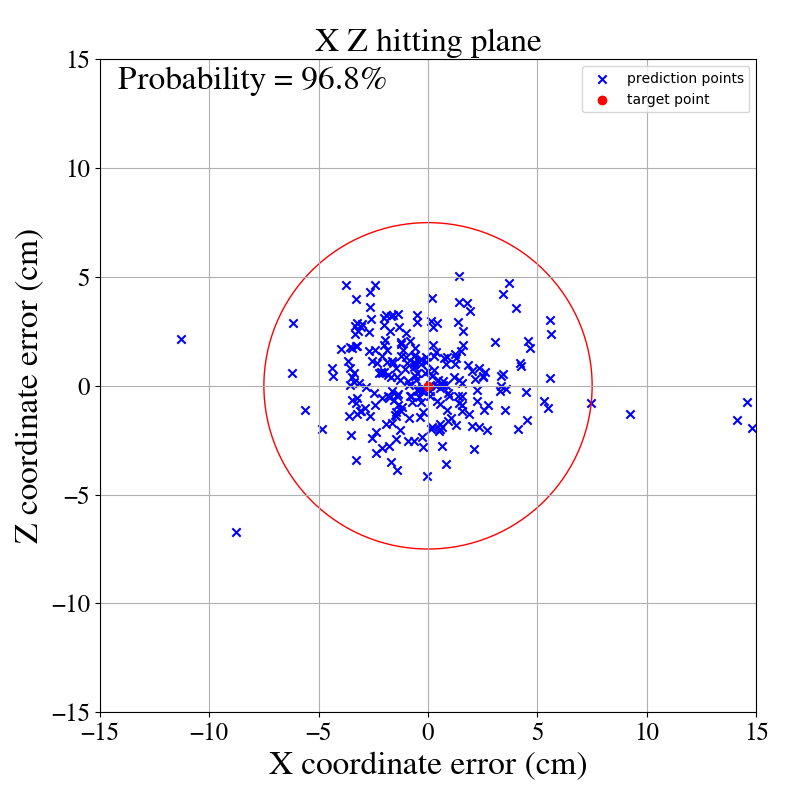 X Z hitting plane
Probability = 96.8%
prediction points
target point
15
10
5
0
−5
−10
−15
−15
−10
−5
0
5
10
15
Z coordinate error (cm)
X coordinate error (cm)